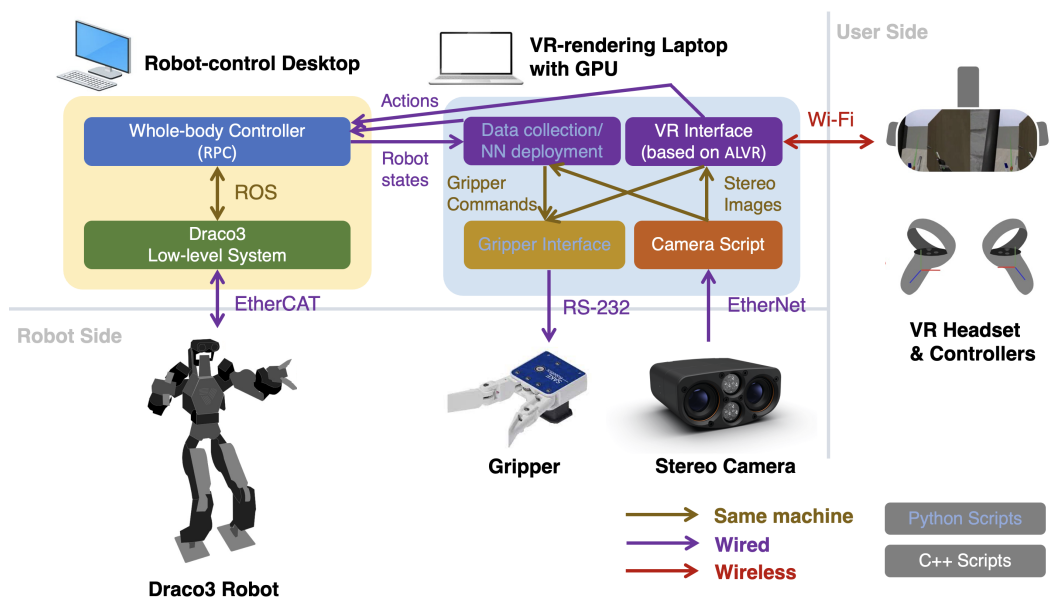 Robot-control Desktop
VR-rendering Laptop
with GPU
User Side
Actions
Whole-body Controller
(RPC)
Data collection/
NN deployment
VR Interface
(based on ALVR)
Wi-Fi
Robot
states
ROS
Gripper
Commands
Stereo
Images
Draco3
Low-level System
Gripper Interface
Camera Script
EtherCAT
RS-232
EtherNet
Robot Side
VR Headset
& Controllers
Gripper
Stereo Camera
Same machine
Wired
Wireless
Python Scripts
C++ Scripts
Draco3 Robot